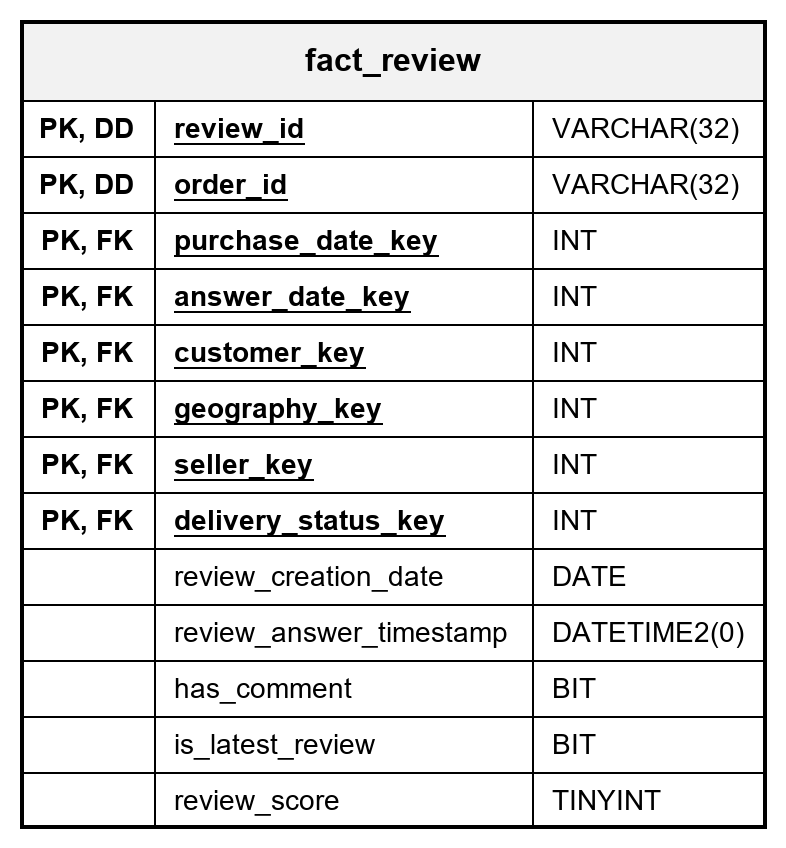 fact_review
PK, DD review_id VARCHAR(32)
PK, DD order_id VARCHAR(32)
PK, FK purchase_date_key INT
PK, FK answer_date_key INT
PK, FK customer_key INT
PK, FK geography_key INT
PK, FK seller_key INT
PK, FK delivery_status_key INT
review_creation_date DATE
review_answer_timestamp DATETIME2(0)
has_comment BIT
is_latest_review BIT
review_score TINYINT